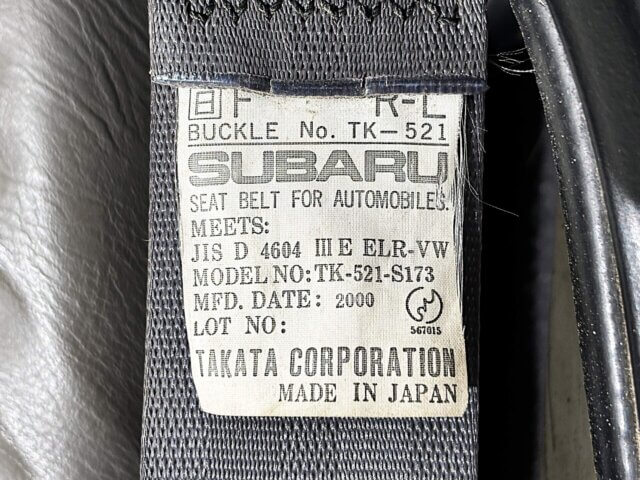 日 F R-L
BUCKLE No. TK-521
SUBARU
SEAT BELT FOR AUTOMOBILES.
MEETS:
JIS D 4604 III E ELR-VW
MODEL NO: TK-521-S173
MFD. DATE: 2000
LOT NO:
567015
TAKATA CORPORATION
MADE IN JAPAN